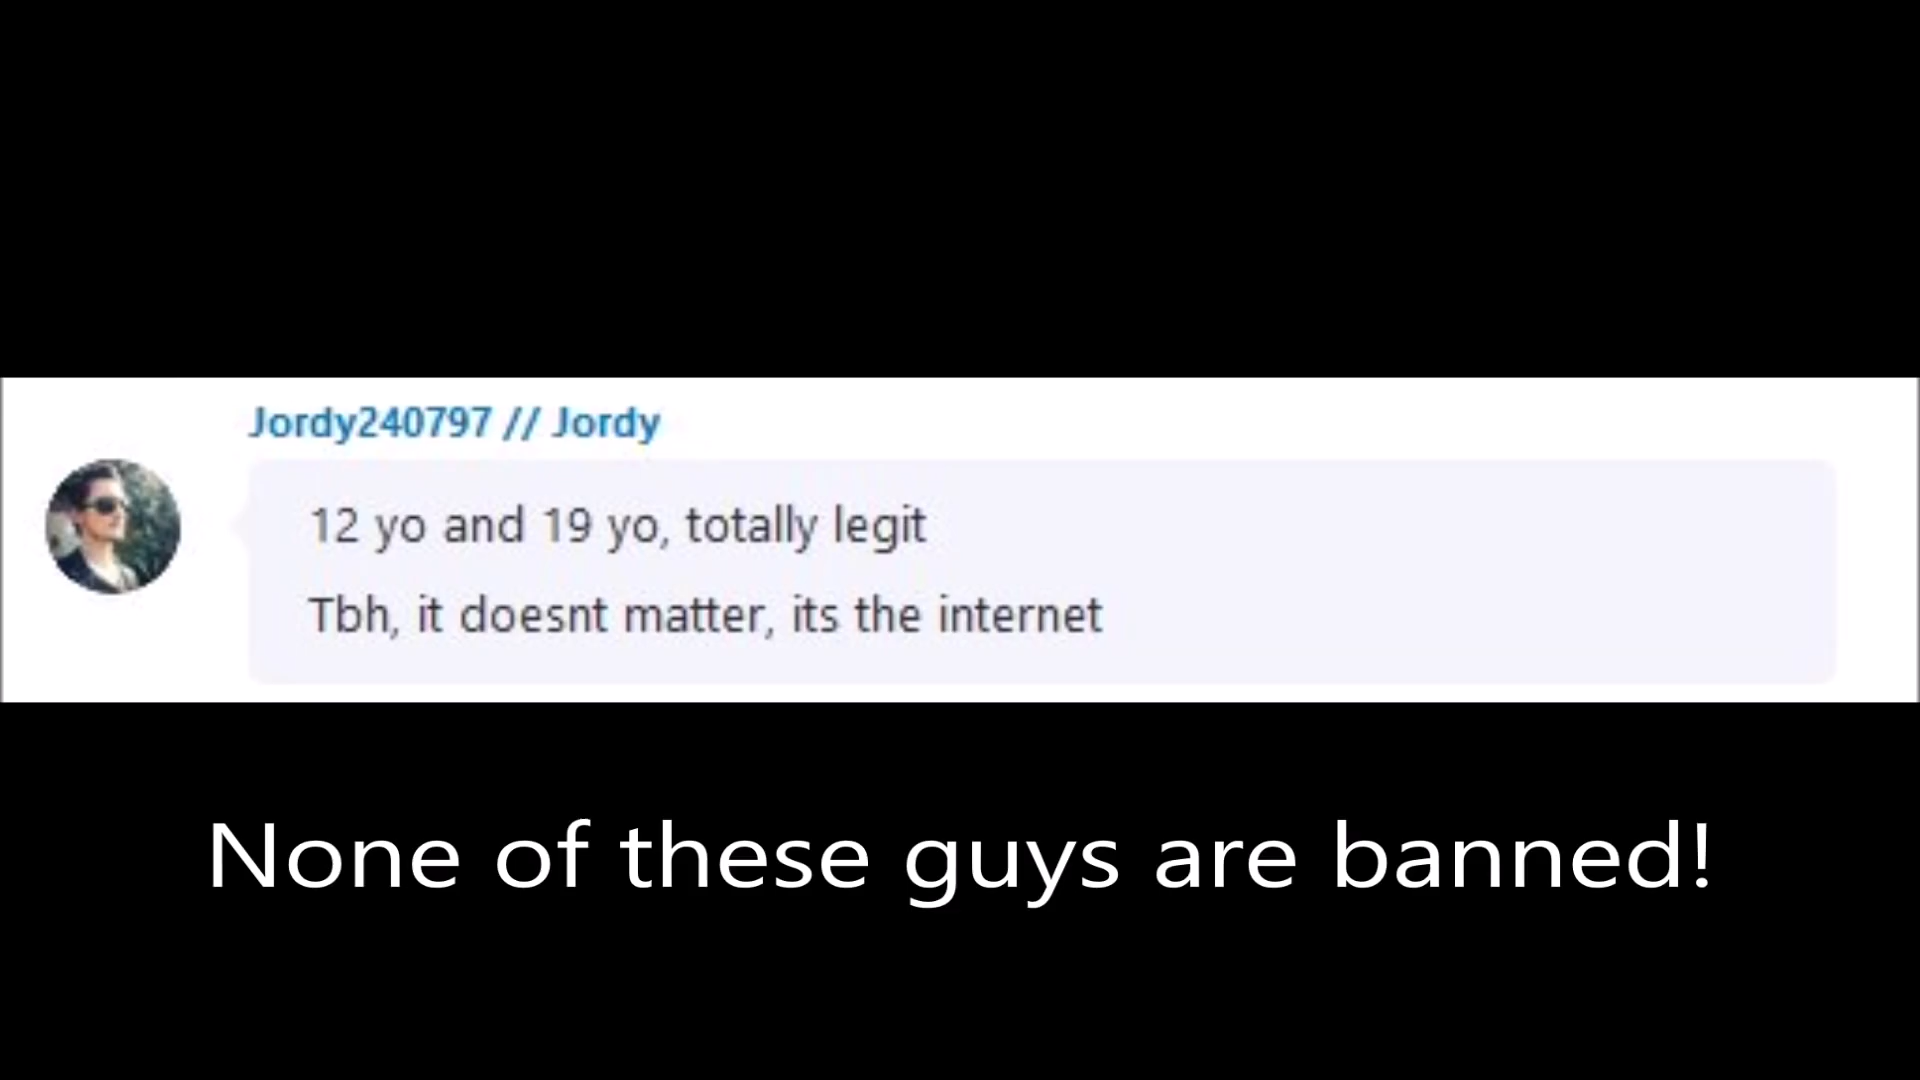 Jordy240797 // Jordy
12 yo and 19 yo, totally legit
Tbh, it doesnt matter, its the internet
None of these guys are banned!